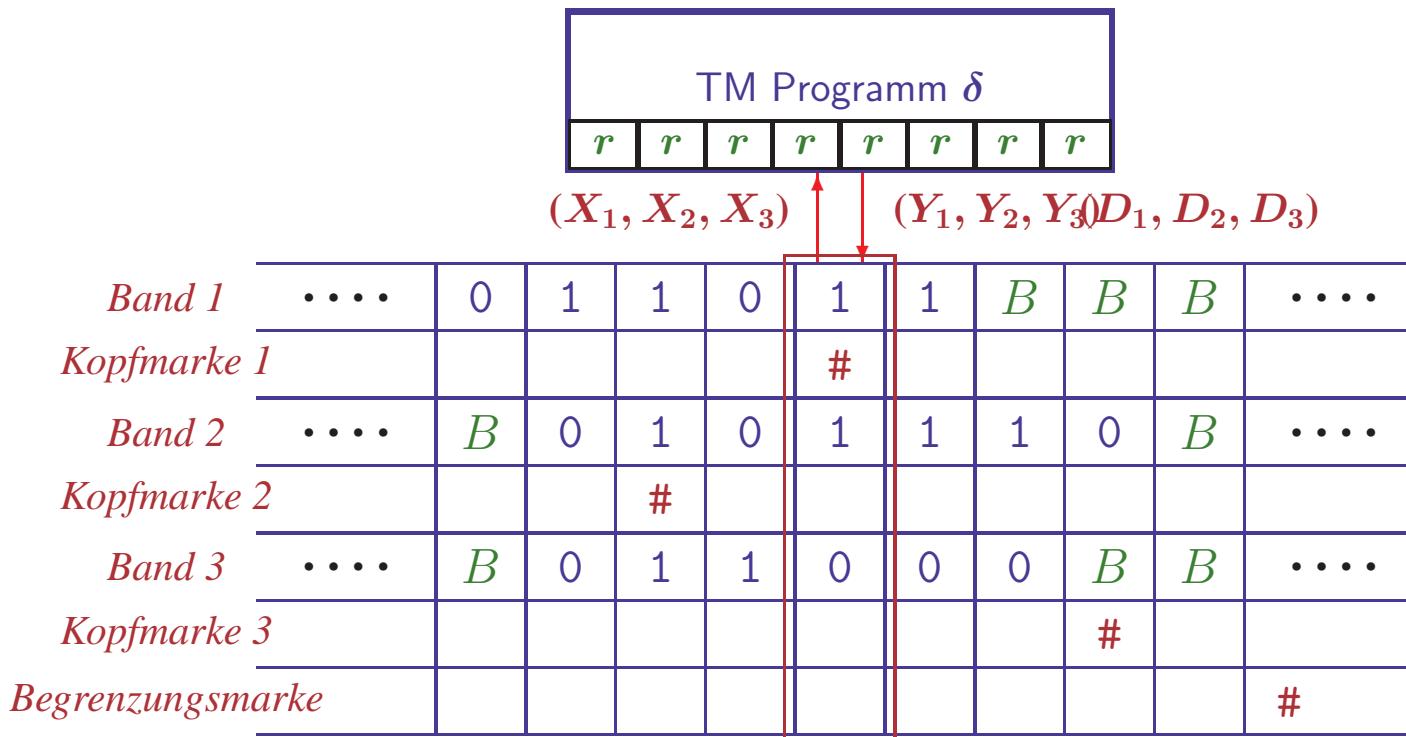 TM Programm δ
r r r r r r r r
(X₁, X₂, X₃) (Y₁, Y₂, Y₃)(D₁, D₂, D₃)
Band 1 ···· 0 1 1 0 1 1 B B B ····
Kopfmarke 1 #
Band 2 ···· B 0 1 0 1 1 1 0 B ····
Kopfmarke 2 #
Band 3 ···· B 0 1 1 0 0 0 B B ····
Kopfmarke 3 #
Begrenzungsmarke #